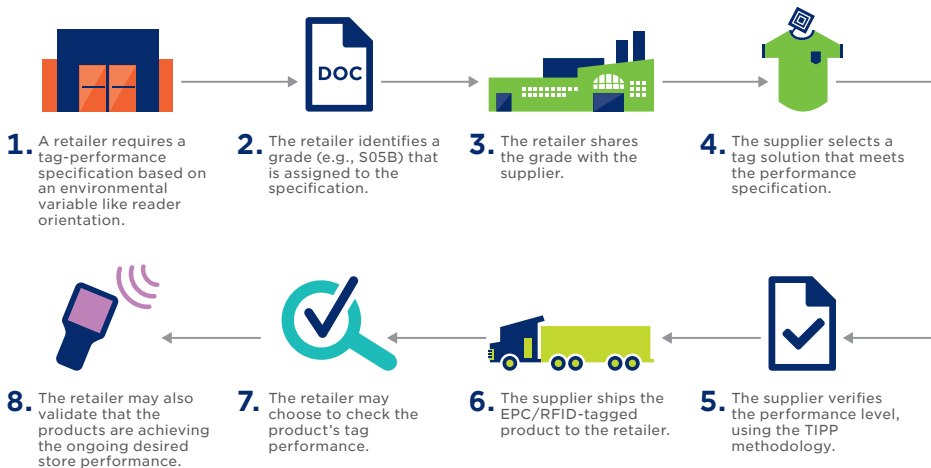 DOC
1. A retailer requires a
tag-performance
specification based on
an environmental
variable like reader
orientation.
2. The retailer identifies a
grade (e.g., S05B) that
is assigned to the
specification.
3. The retailer shares
the grade with the
supplier.
4. The supplier selects a
tag solution that meets
the performance
specification.
5. The supplier verifies
the performance level,
using the TIPP
methodology.
6. The supplier ships the
EPC/RFID-tagged
product to the retailer.
7. The retailer may
choose to check the
product's tag
performance.
8. The retailer may also
validate that the
products are achieving
the ongoing desired
store performance.